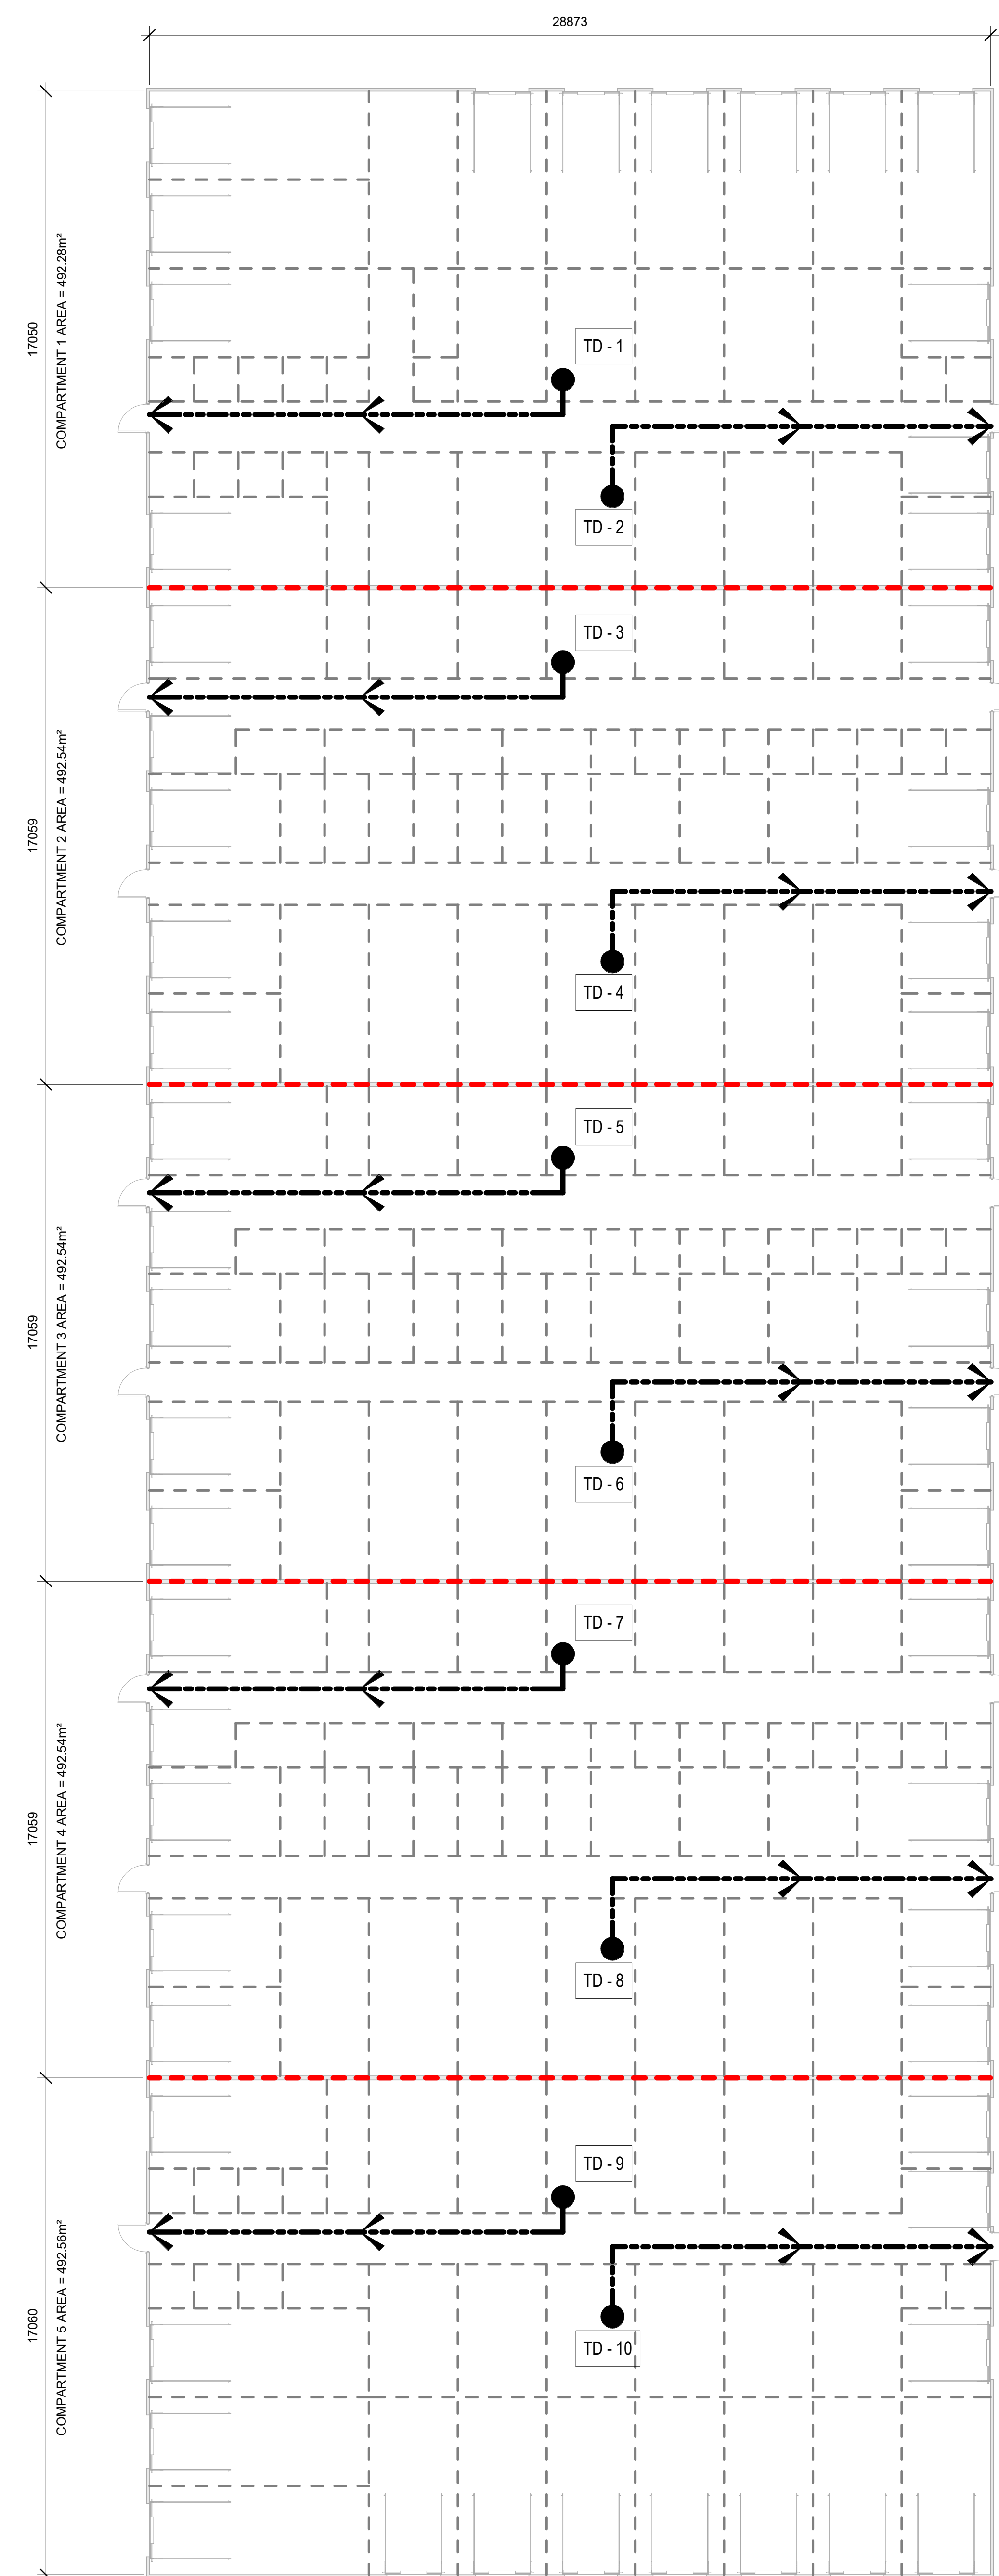 28873
17050
COMPARTMENT 1 AREA = 492.28m²
TD - 1
TD - 2
TD - 3
17059
COMPARTMENT 2 AREA = 492.54m²
TD - 4
TD - 5
17059
COMPARTMENT 3 AREA = 492.54m²
TD - 6
TD - 7
17059
COMPARTMENT 4 AREA = 492.54m²
TD - 8
TD - 9
17060
COMPARTMENT 5 AREA = 492.56m²
TD - 10